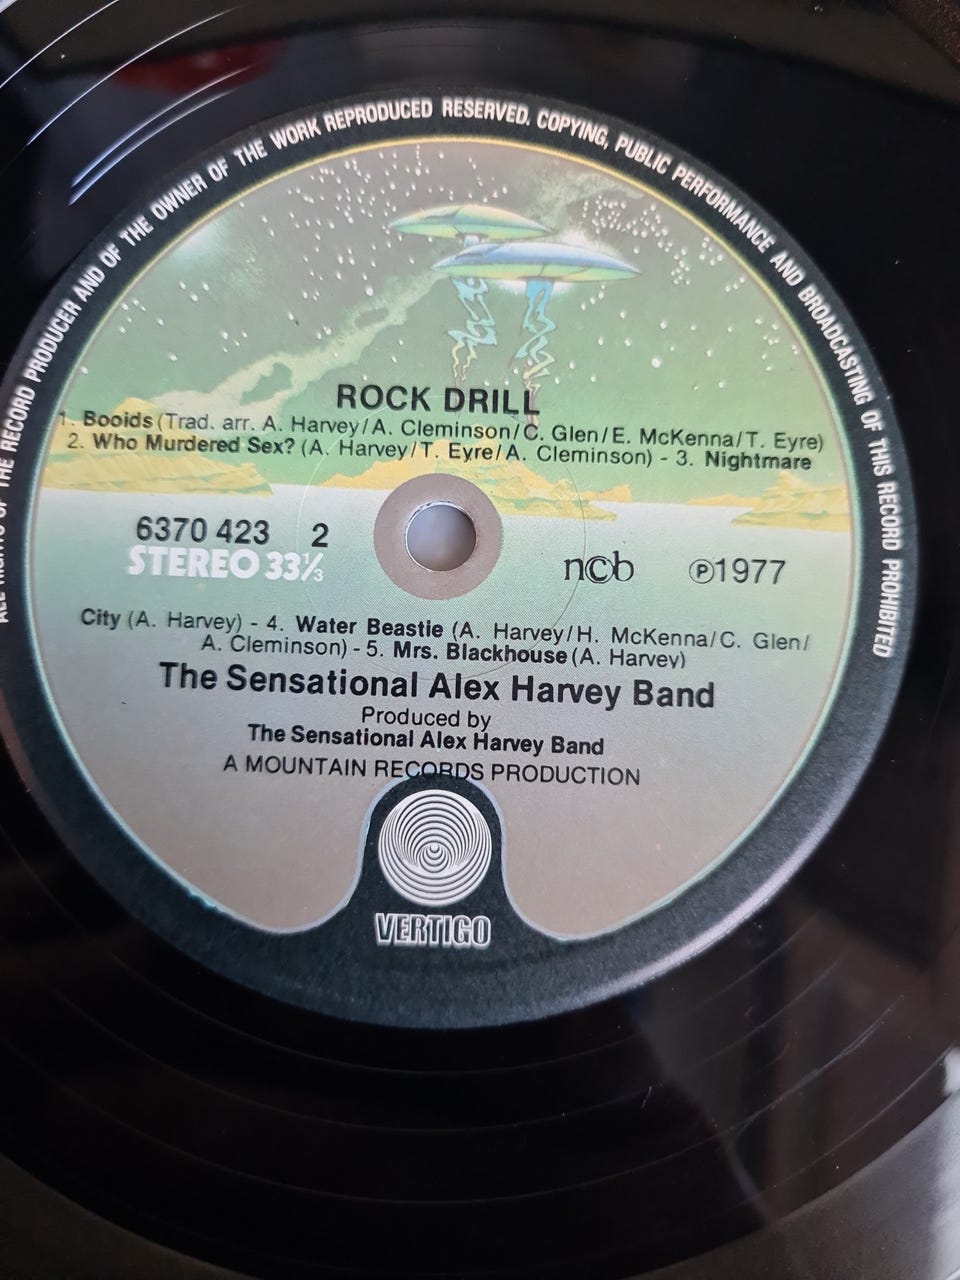 ALL RIGHTS OF THE RECORD PRODUCER AND OF THE OWNER OF THE WORK REPRODUCED RESERVED. COPYING, PUBLIC PERFORMANCE AND BROADCASTING OF THIS RECORD PROHIBITED
ROCK DRILL
1. Booids (Trad. arr. A. Harvey/A. Cleminson/C. Glen/E. McKenna/T. Eyre)
2. Who Murdered Sex? (A. Harvey/T. Eyre/A. Cleminson) - 3. Nightmare
6370 423 2
STEREO 33⅓
ncb ℗1977
City (A. Harvey) - 4. Water Beastie (A. Harvey/H. McKenna/C. Glen/
A. Cleminson) - 5. Mrs. Blackhouse (A. Harvey)
The Sensational Alex Harvey Band
Produced by
The Sensational Alex Harvey Band
A MOUNTAIN RECORDS PRODUCTION
VERTIGO